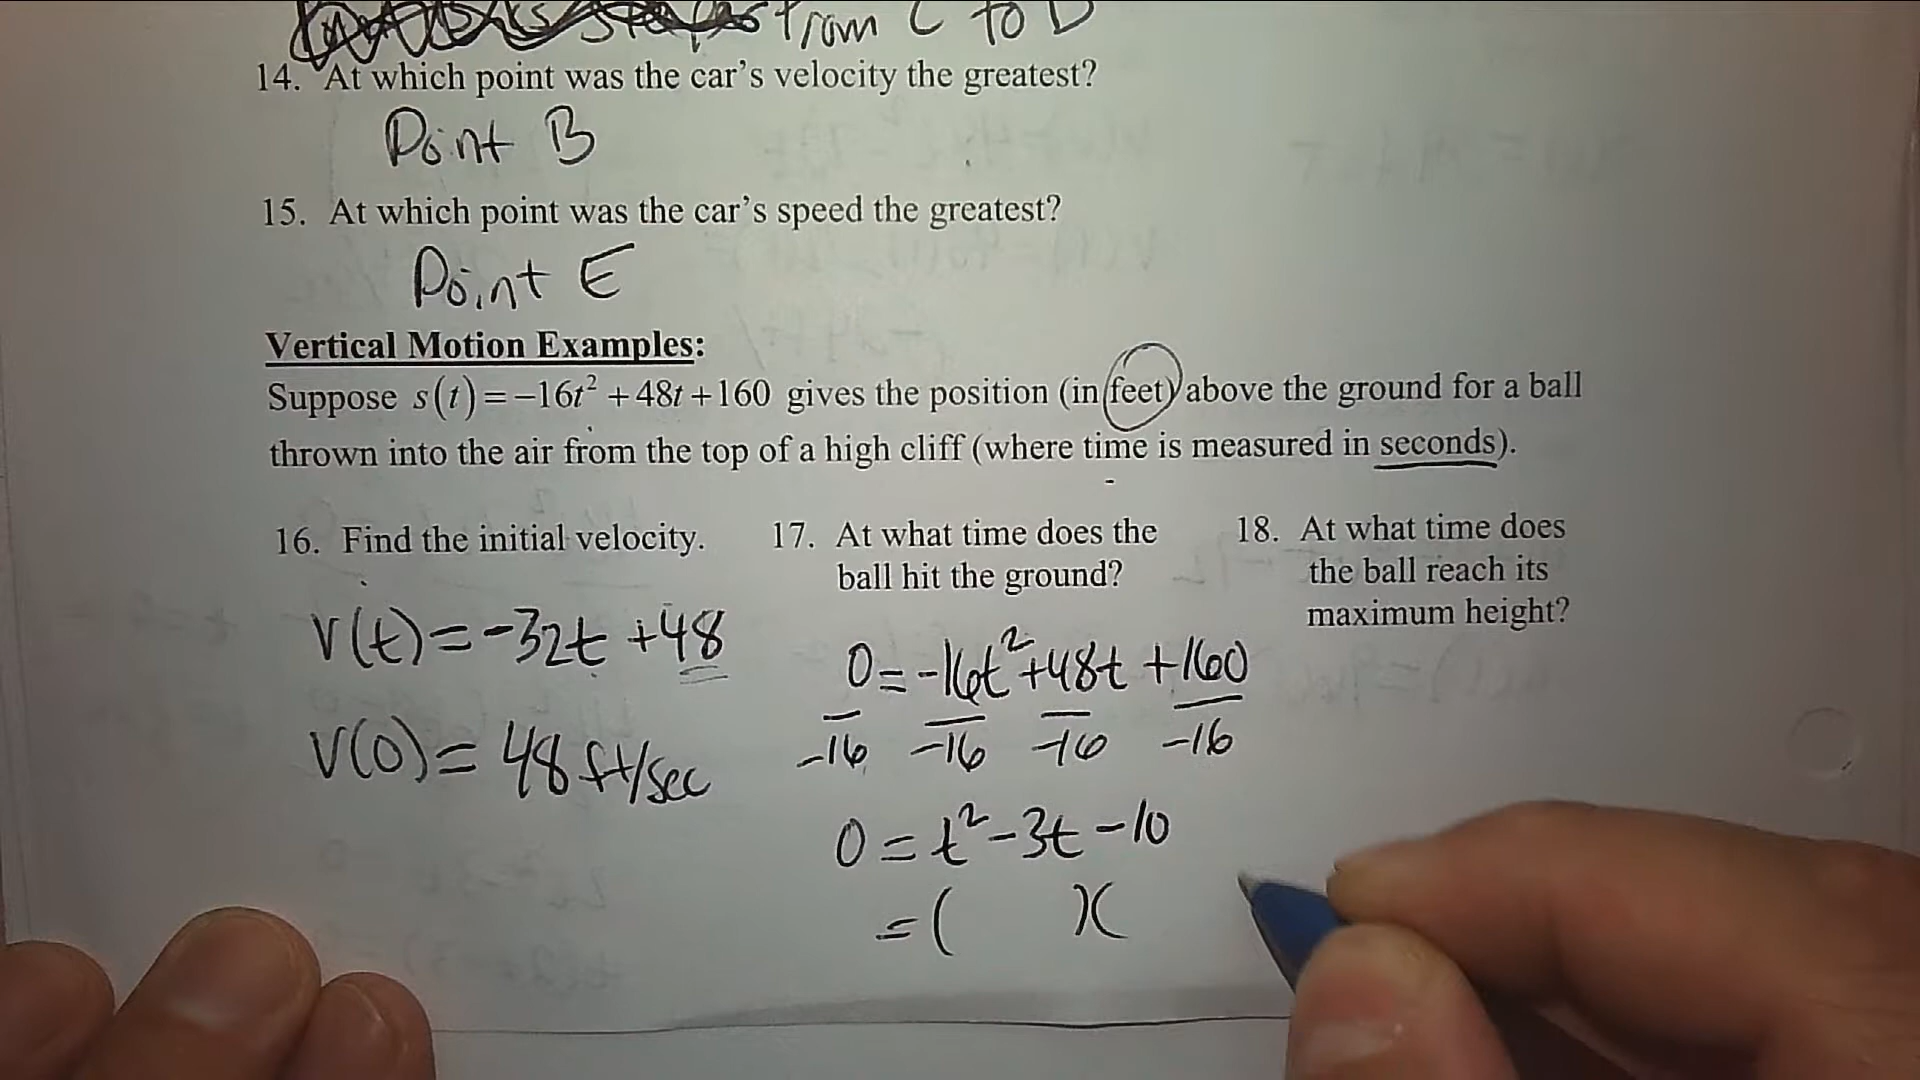 from C to D
14. At which point was the car's velocity the greatest?
Point B
15. At which point was the car's speed the greatest?
Point E
Vertical Motion Examples:
Suppose s(t)=−16t²+48t+160 gives the position (in feet) above the ground for a ball
thrown into the air from the top of a high cliff (where time is measured in seconds).
16. Find the initial velocity.
v(t)=-32t+48
v(0)=48 ft/sec
17. At what time does the
ball hit the ground?
0=-16t²+48t+160
-16 -16 -16 -16
0=t²-3t-10
=( )(
18. At what time does
the ball reach its
maximum height?